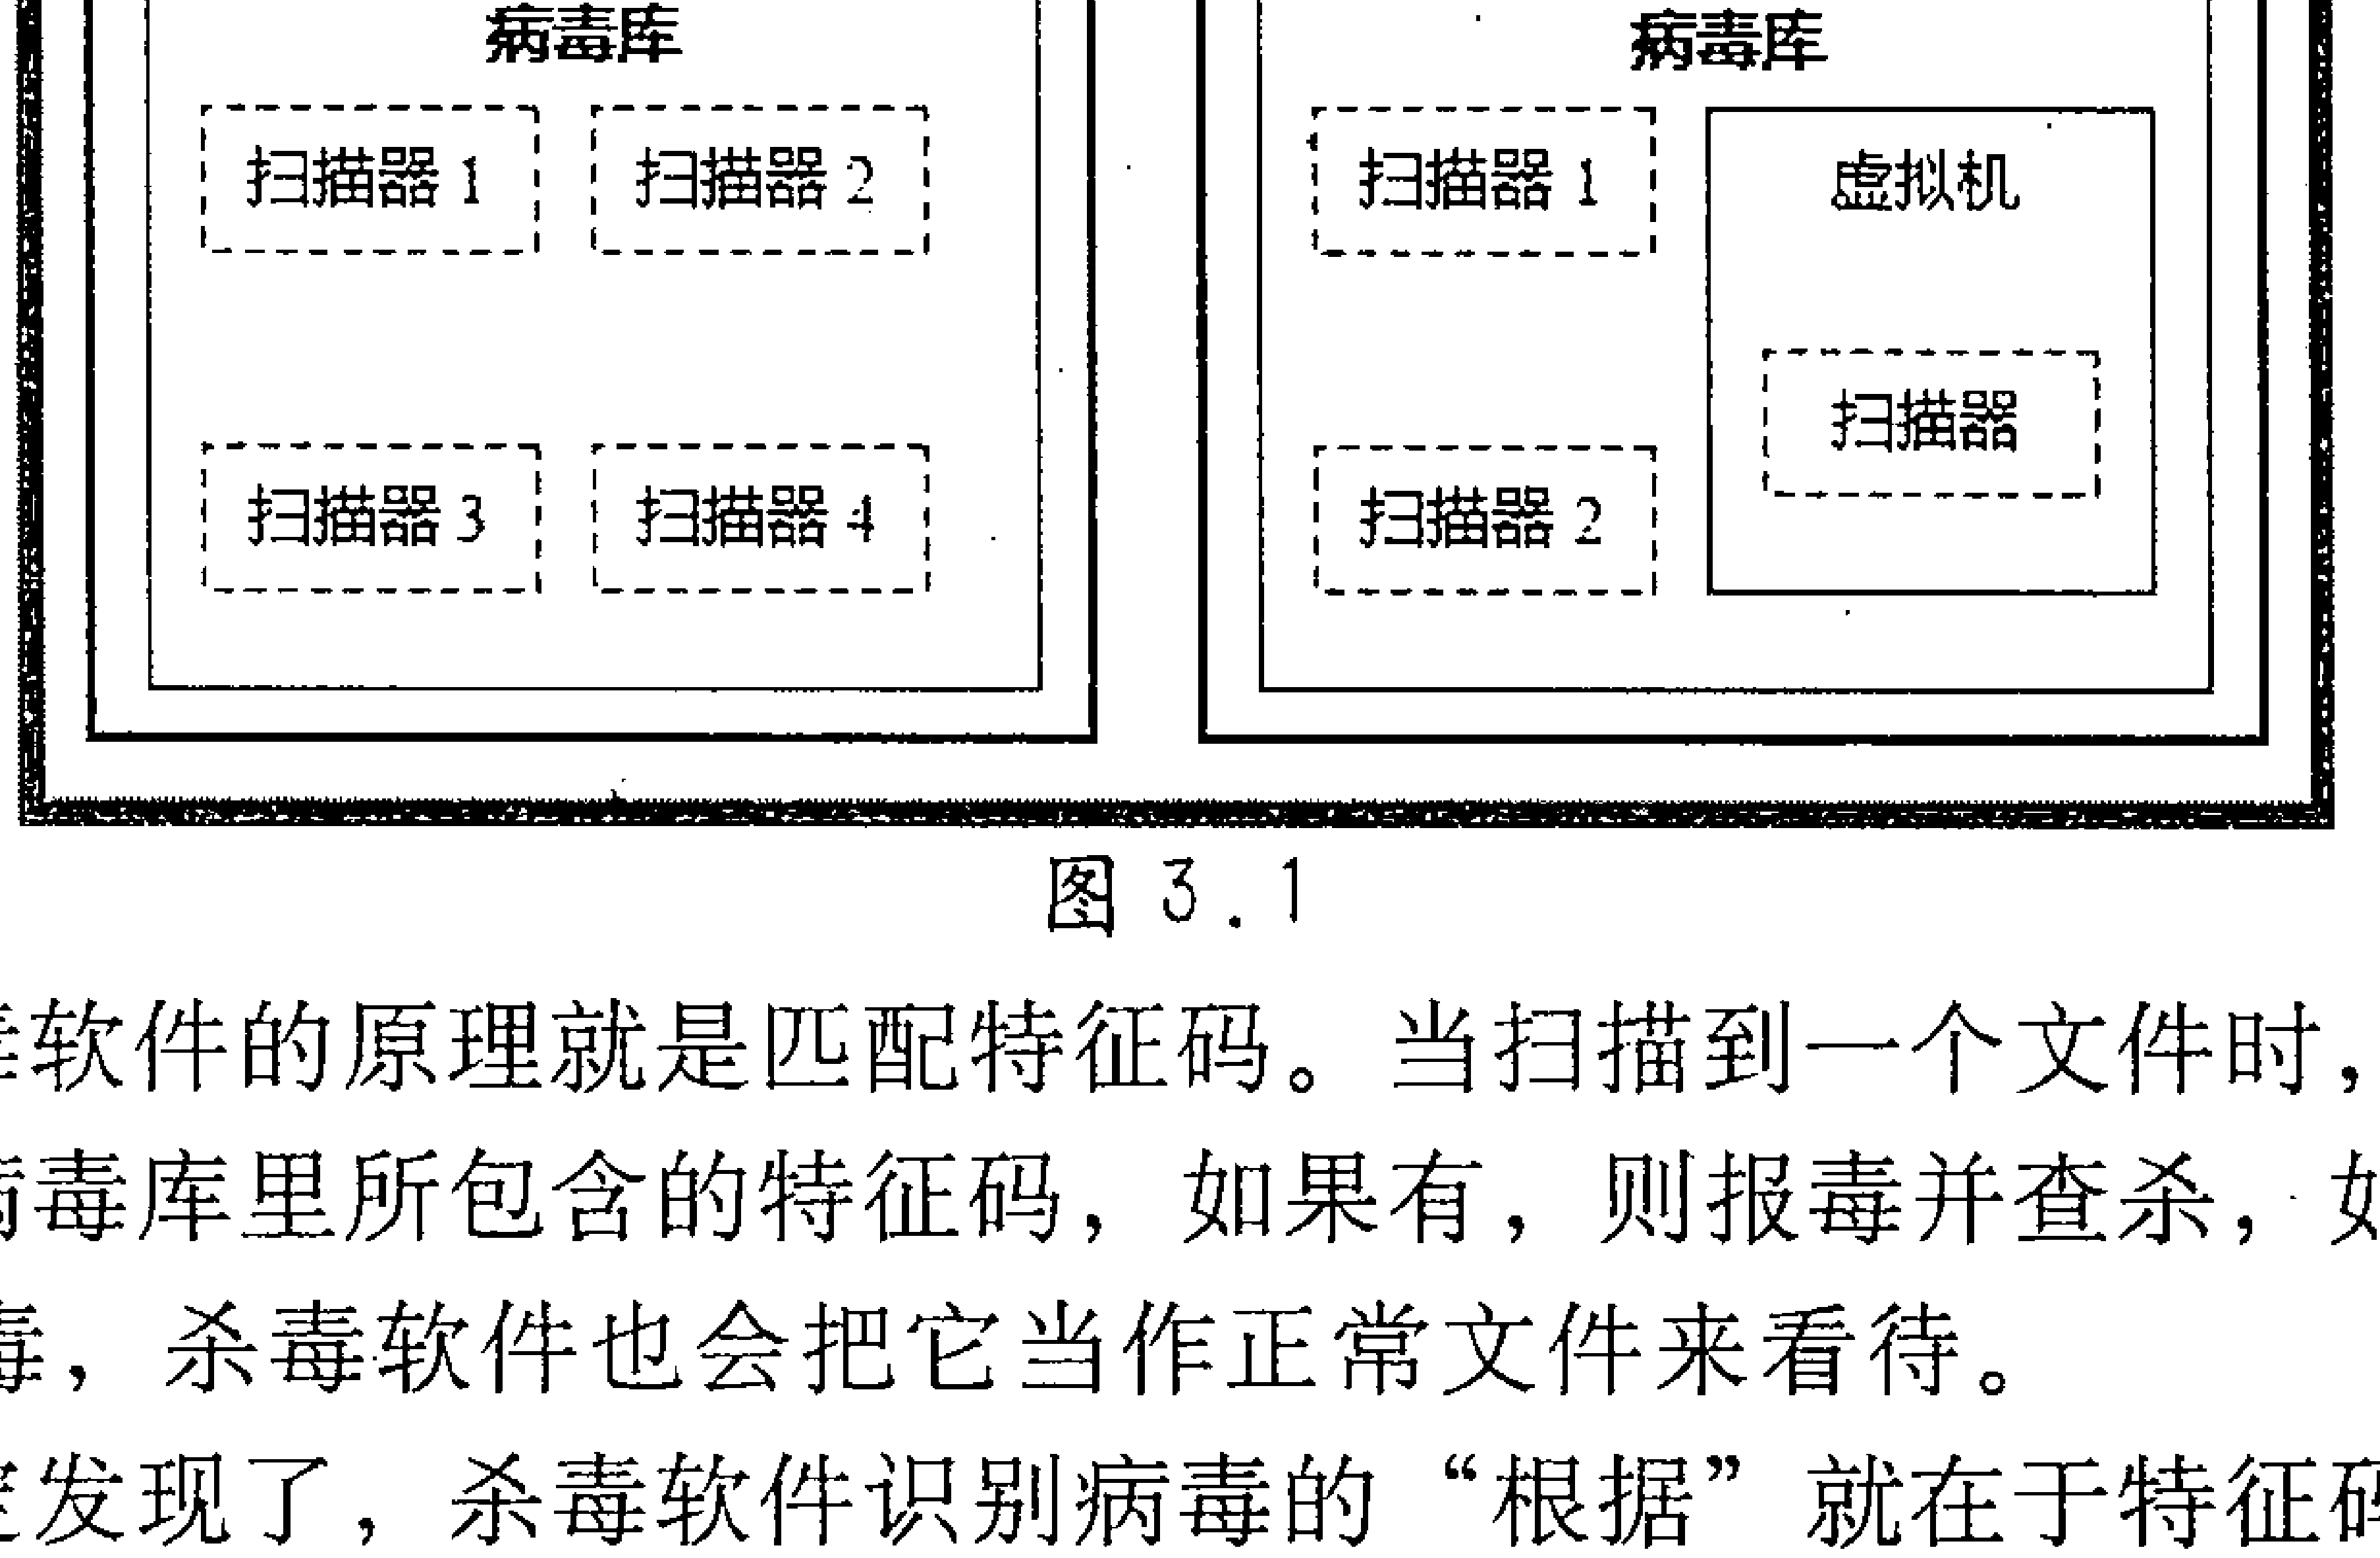 病毒库
扫描器 1 扫描器 2
扫描器 3 扫描器 4
病毒库
扫描器 1
虚拟机
扫描器
扫描器 2
图 3.1
毒软件的原理就是匹配特征码。当扫描到一个文件时，
病毒库里所包含的特征码，如果有，则报毒并查杀，如
毒，杀毒软件也会把它当作正常文件来看待。
发现了，杀毒软件识别病毒的“根据”就在于特征码